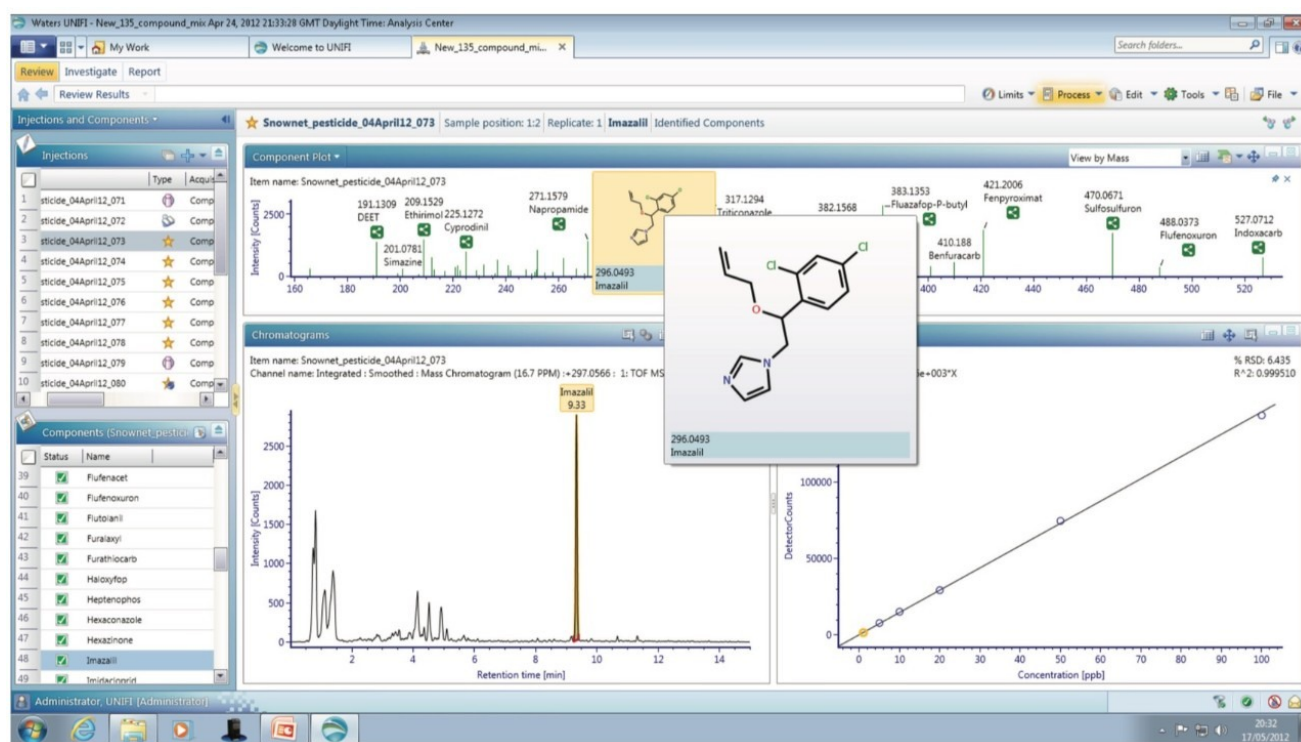 Waters UNIFI - New_135_compound_mix Apr 24, 2012 21:33:28 GMT Daylight Time: Analysis Center
My Work
Welcome to UNIFI
New_135_compound_mi...
Search folders...
Review Investigate Report
Review Results
Limits Process Edit Tools File
Injections and Components
Snownet_pesticide_04April12_073 Sample position: 1:2 Replicate: 1 Imazalil Identified Components
Injections
Type Acquis
1 sticide_04April12_071 Comp
2 sticide_04April12_072 Comp
3 sticide_04April12_073 Comp
4 sticide_04April12_074 Comp
5 sticide_04April12_075 Comp
6 sticide_04April12_076 Comp
7 sticide_04April12_077 Comp
8 sticide_04April12_078 Comp
9 sticide_04April12_079 Comp
10 sticide_04April12_080 Comp
Components (Snownet_pestici
Status Name
39 Flufenacet
40 Flufenoxuron
41 Flutolanil
42 Furalaxyl
43 Furathiocarb
44 Haloxyfop
45 Heptenophos
46 Hexaconazole
47 Hexazinone
48 Imazalil
49 Imidacloprid
Component Plot
View by Mass
Item name: Snownet_pesticide_04April12_073
Intensity [Counts]
2500
0
191.1309
DEET
201.0781
Simazine
209.1529
Ethirimol
225.1272
Cyprodinil
271.1579
Napropamide
296.0493
Imazalil
317.1294
Triticonazole
382.1568
383.1353
Fluazafop-P-butyl
410.188
Benfuracarb
421.2006
Fenpyroximat
470.0671
Sulfosulfuron
488.0373
Flufenoxuron
527.0712
Indoxacarb
160 180 200 220 240 260 400 420 440 460 480 500 520
Cl
Cl
O
N
N
296.0493
Imazalil
Chromatograms
Item name: Snownet_pesticide_04April12_073
Channel name: Integrated : Smoothed : Mass Chromatogram (16.7 PPM) :+297.0566 : 1: TOF MS
Imazalil
9.33
Intensity [Counts]
2500
2000
1500
1000
500
0
2 4 6 8 10 12 14
Retention time [min]
% RSD: 6.435
e+003*X
R^2: 0.999510
DetectorCounts
100000
50000
0
0 10 20 30 40 50 60 70 80 90 100
Concentration [ppb]
Administrator, UNIFI [Administrator]
20:32
17/05/2012